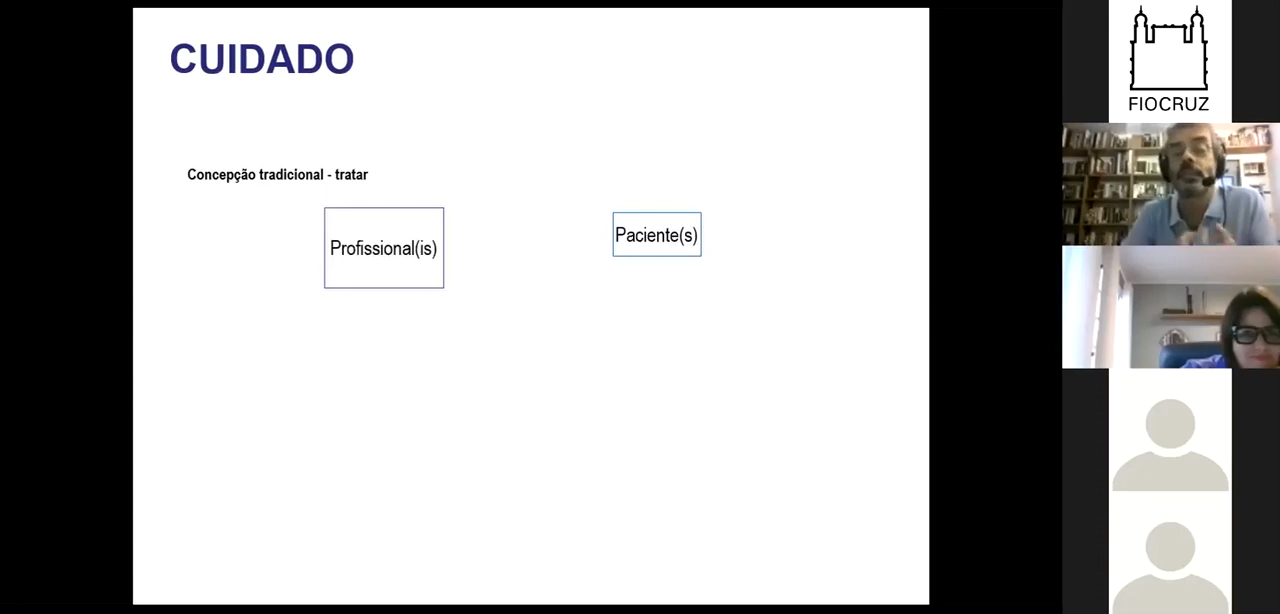 CUIDADO
Concepção tradicional - tratar
Profissional(is)
Paciente(s)
FIOCRUZ